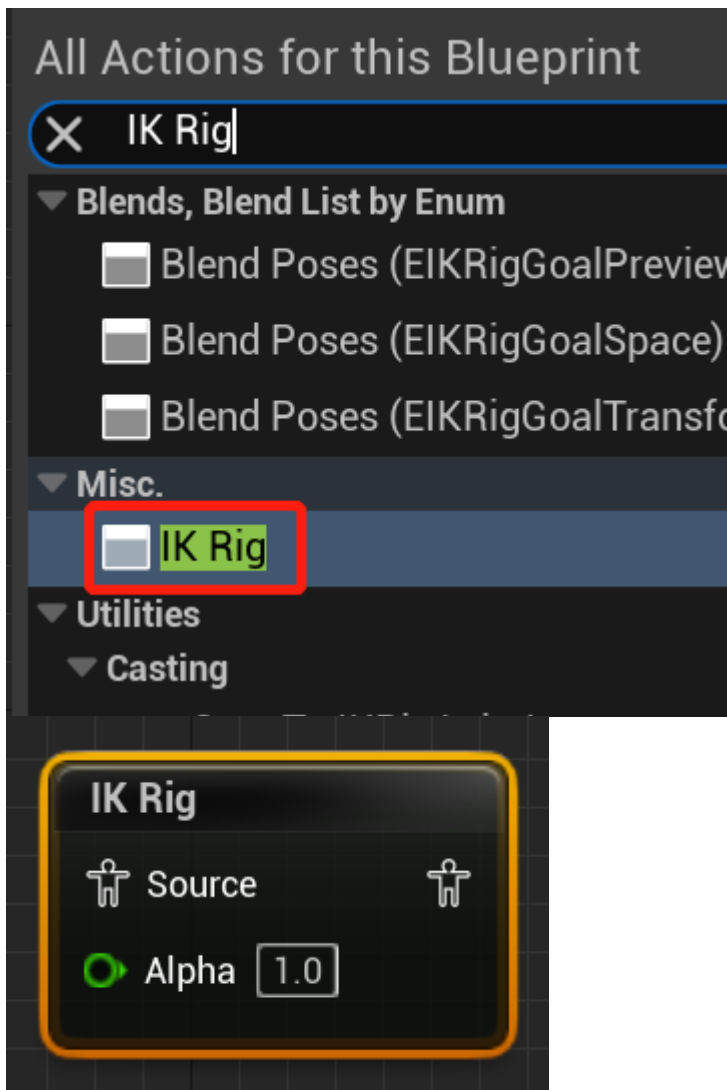 All Actions for this Blueprint
IK Rig
Blends, Blend List by Enum
Blend Poses (EIKRigGoalPreview
Blend Poses (EIKRigGoalSpace)
Blend Poses (EIKRigGoalTransfo
Misc.
IK Rig
Utilities
Casting
IK Rig
Source
Alpha 1.0